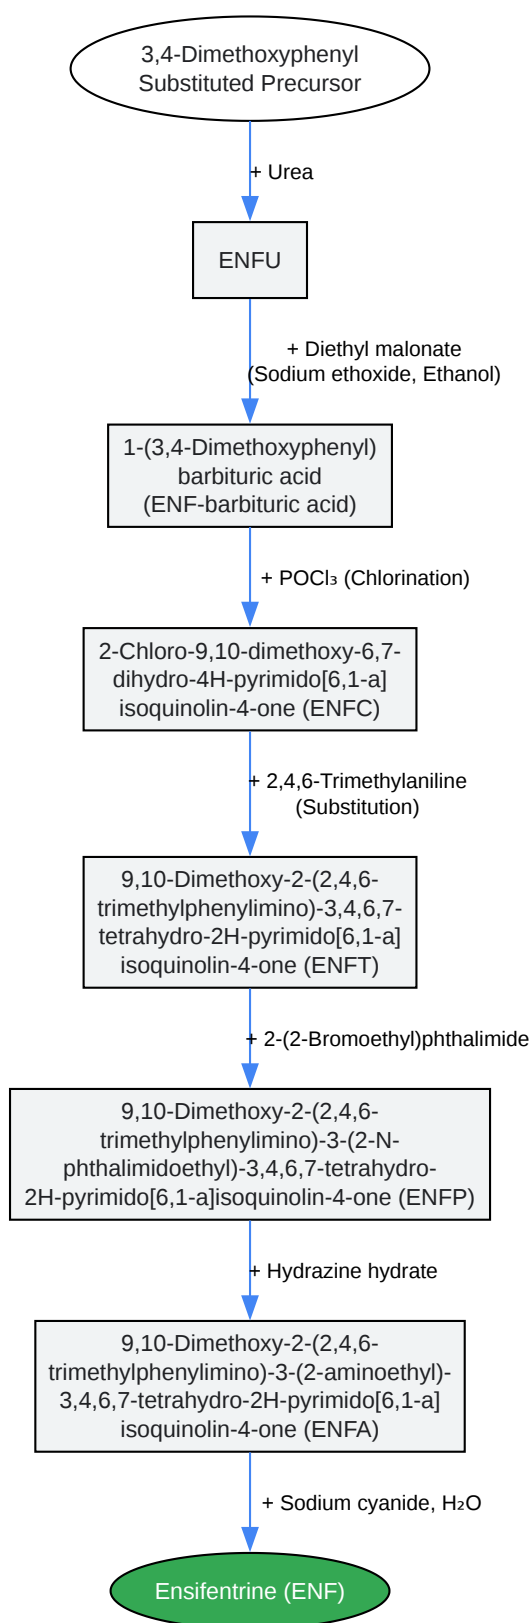 3,4-Dimethoxyphenyl
Substituted Precursor
+ Urea
ENFU
+ Diethyl malonate
(Sodium ethoxide, Ethanol)
1-(3,4-Dimethoxyphenyl)
barbituric acid
(ENF-barbituric acid)
+ POCl₃ (Chlorination)
2-Chloro-9,10-dimethoxy-6,7-
dihydro-4H-pyrimido[6,1-a]
isoquinolin-4-one (ENFC)
+ 2,4,6-Trimethylaniline
(Substitution)
9,10-Dimethoxy-2-(2,4,6-
trimethylphenylimino)-3,4,6,7-
tetrahydro-2H-pyrimido[6,1-a]
isoquinolin-4-one (ENFT)
+ 2-(2-Bromoethyl)phthalimide
9,10-Dimethoxy-2-(2,4,6-
trimethylphenylimino)-3-(2-N-
phthalimidoethyl)-3,4,6,7-tetrahydro-
2H-pyrimido[6,1-a]isoquinolin-4-one (ENFP)
+ Hydrazine hydrate
9,10-Dimethoxy-2-(2,4,6-
trimethylphenylimino)-3-(2-aminoethyl)-
3,4,6,7-tetrahydro-2H-pyrimido[6,1-a]
isoquinolin-4-one (ENFA)
+ Sodium cyanide, H₂O
Ensifentrine (ENF)